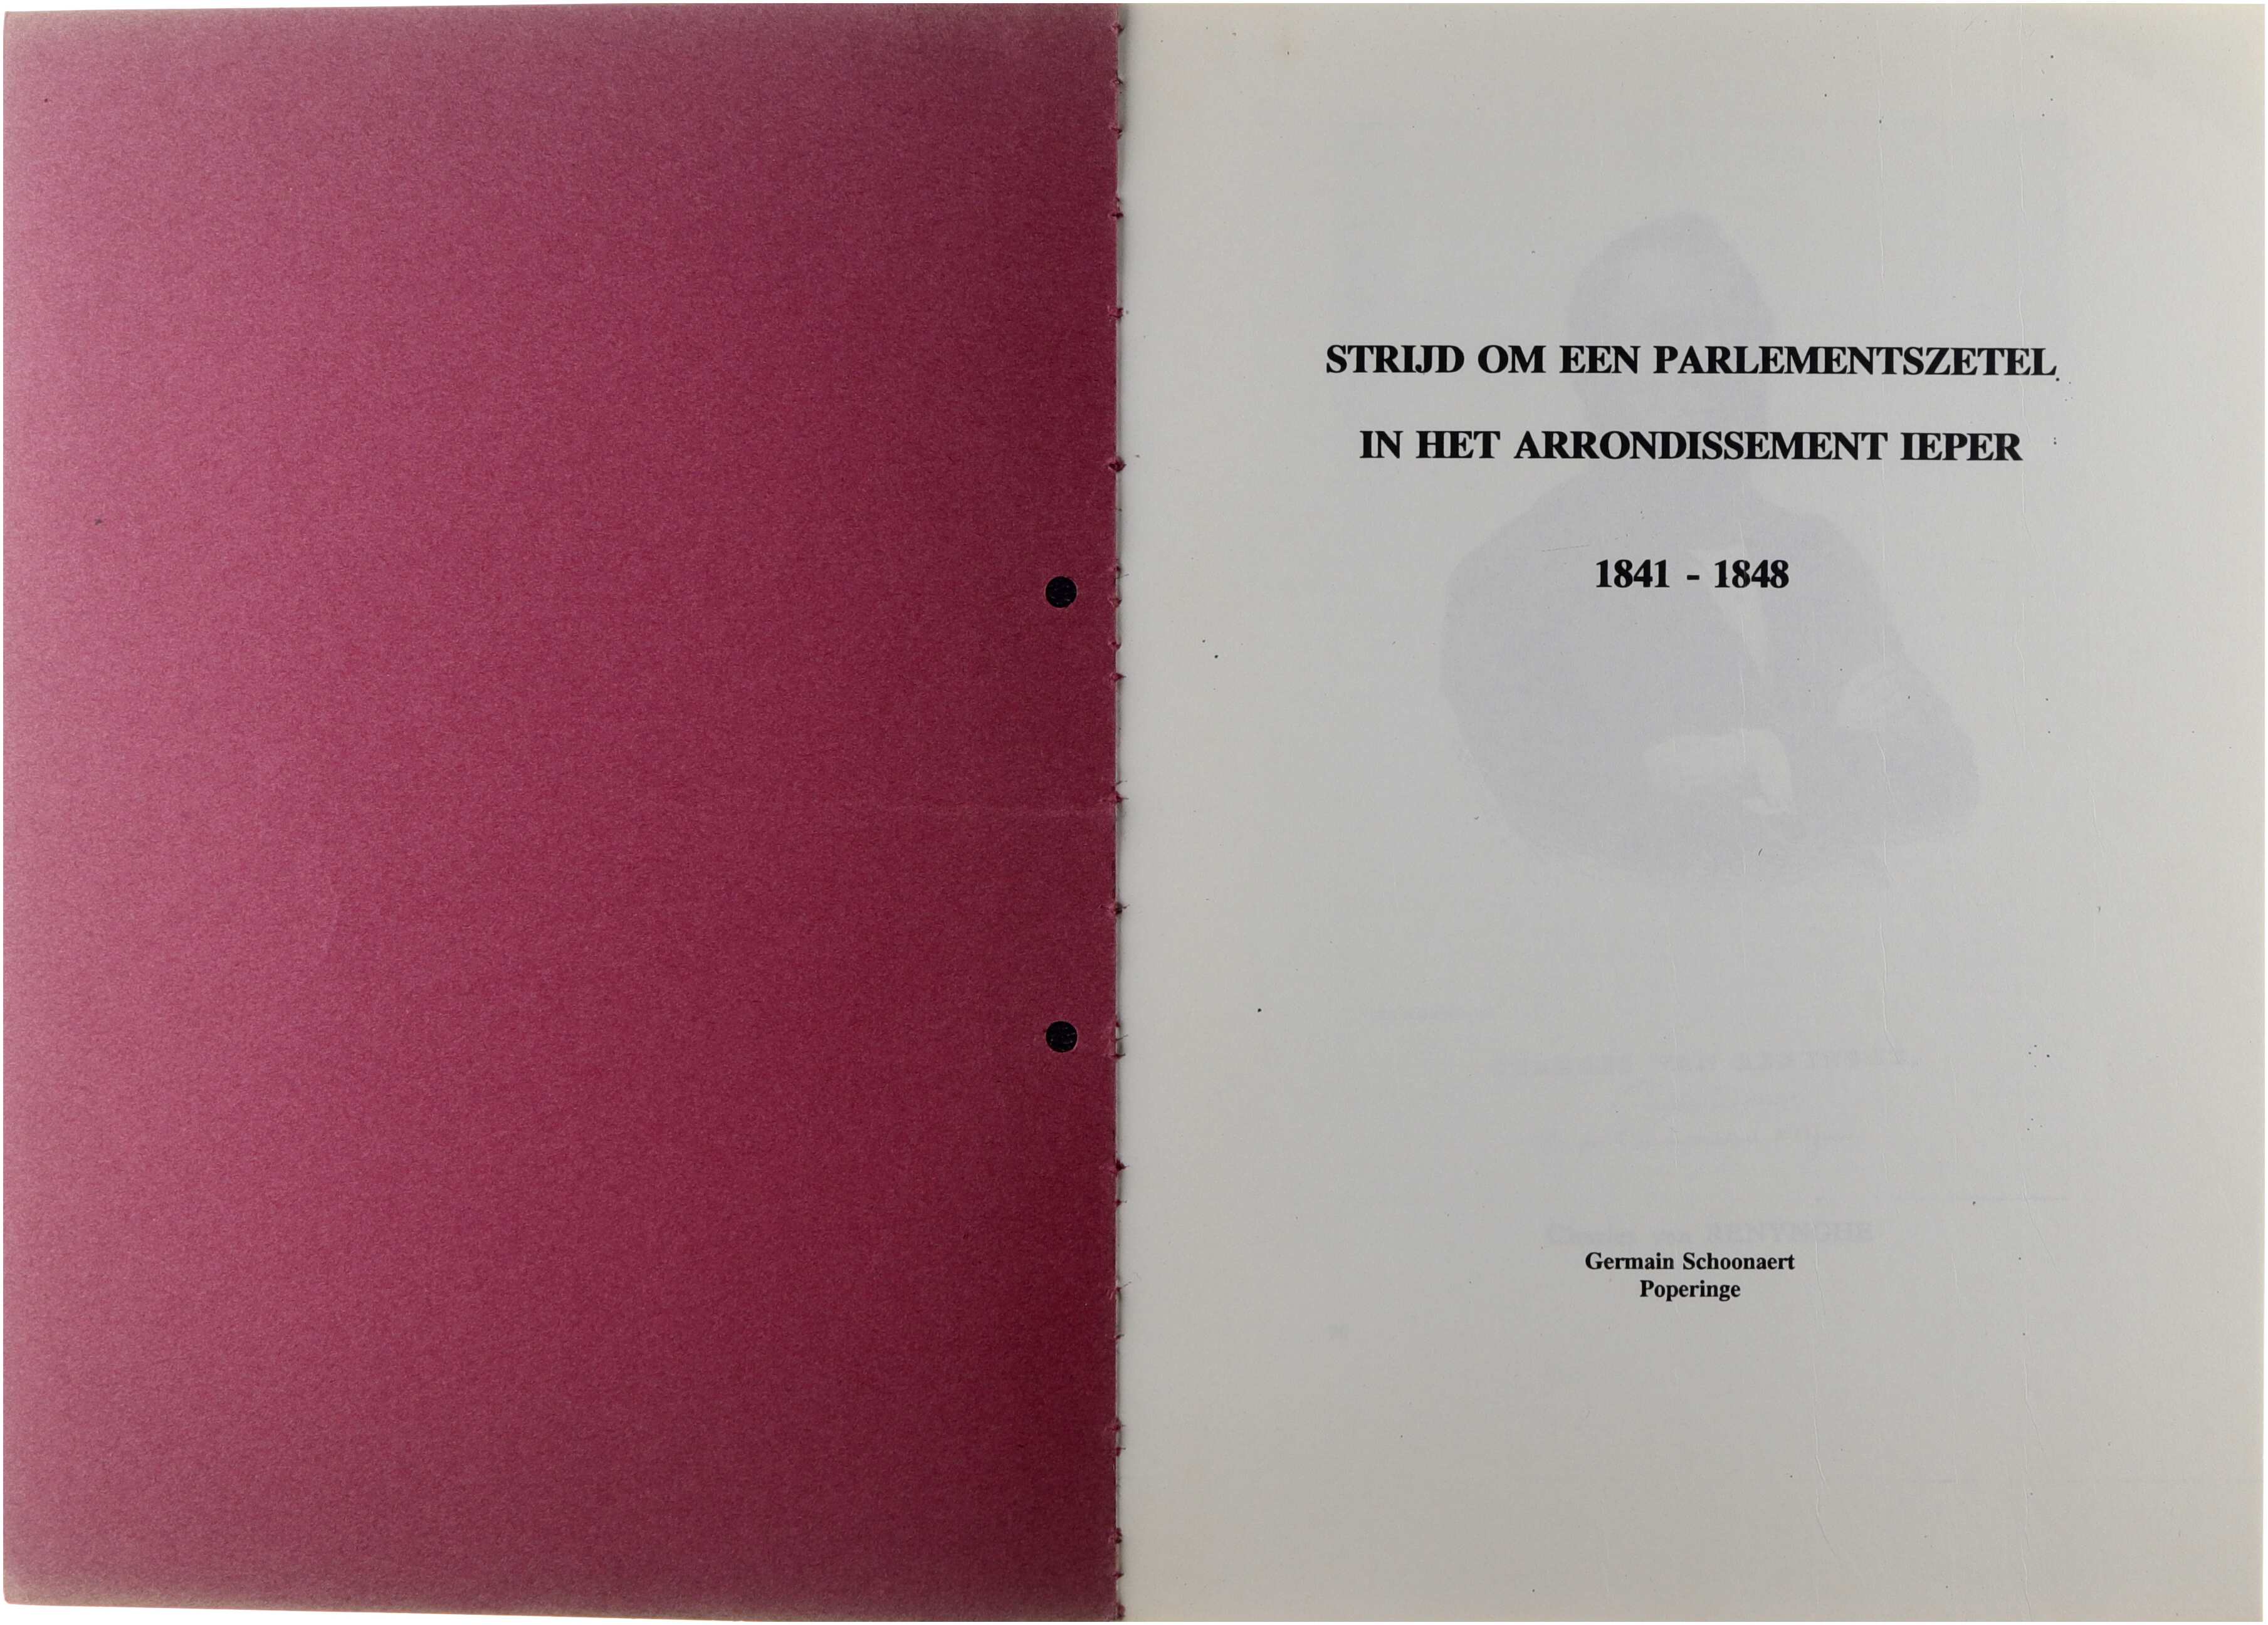 STRIJD OM EEN PARLEMENTSZETEL
IN HET ARRONDISSEMENT IEPER
1841 - 1848
Germain Schoonaert
Poperinge